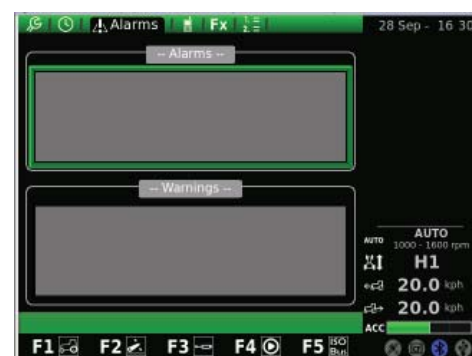 Alarms Fx 28 Sep - 16 30
-- Alarms --
-- Warnings --
AUTO AUTO
1000 - 1600 rpm
H1
20.0 kph
20.0 kph
ACC
F1 F2 F3 F4 F5 ISO
Bus